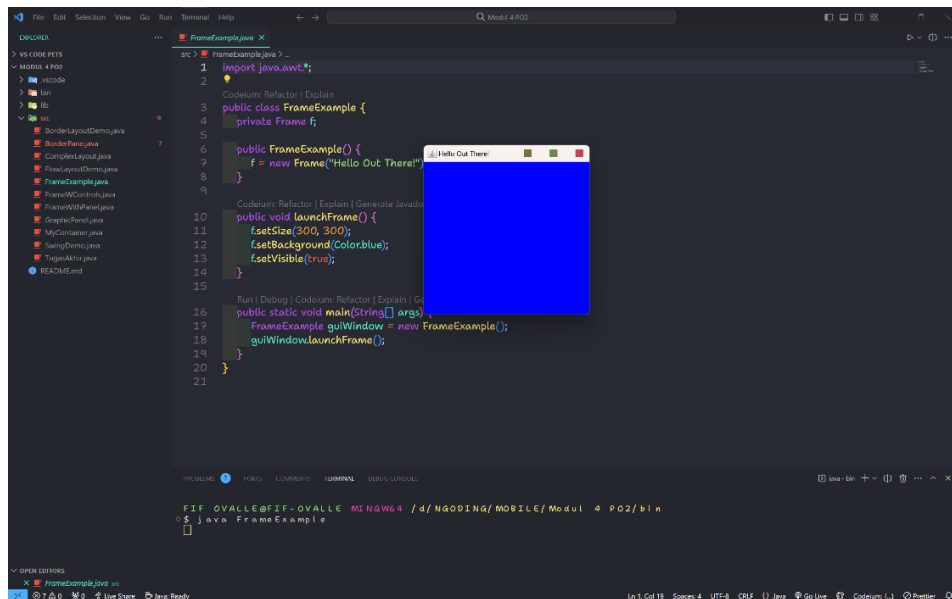 File Edit Selection View Go Run Terminal Help
Modul 4 PO2
EXPLORER
VS CODE PETS
MODUL 4 PO2
.vscode
bin
lib
src
BorderLayoutDemo.java
BorderPane.java 7
ComplexLayout.java
FlowLayoutDemo.java
FrameExample.java
FrameWControls.java
FrameWithPanel.java
GraphicPanel.java
MyContainer.java
SwingDemo.java
TugasAkhir.java
README.md
OPEN EDITORS
FrameExample.java src
FrameExample.java
src > FrameExample.java > ...
1 import java.awt.*;
2
Codeium: Refactor | Explain
3 public class FrameExample {
4 private Frame f;
5
6 public FrameExample() {
7 f = new Frame("Hello Out There!")
8 }
9
Codeium: Refactor | Explain | Generate Javado
10 public void launchFrame() {
11 f.setSize(300, 300);
12 f.setBackground(Color.blue);
13 f.setVisible(true);
14 }
15
Run | Debug | Codeium: Refactor | Explain | Ge
16 public static void main(String[] args) {
17 FrameExample guiWindow = new FrameExample();
18 guiWindow.launchFrame();
19 }
20 }
21
Hello Out There!
PROBLEMS 7 PORTS COMMENTS TERMINAL DEBUG CONSOLE
java - bin
FIF OVALLE@FIF-OVALLE MINGW64 /d/NGODING/MOBILE/Modul 4 PO2/bin
$ java FrameExample
7 0 0 Live Share Java: Ready
Ln 1, Col 19 Spaces: 4 UTF-8 CRLF {} Java Go Live Codeium: {...} Prettier